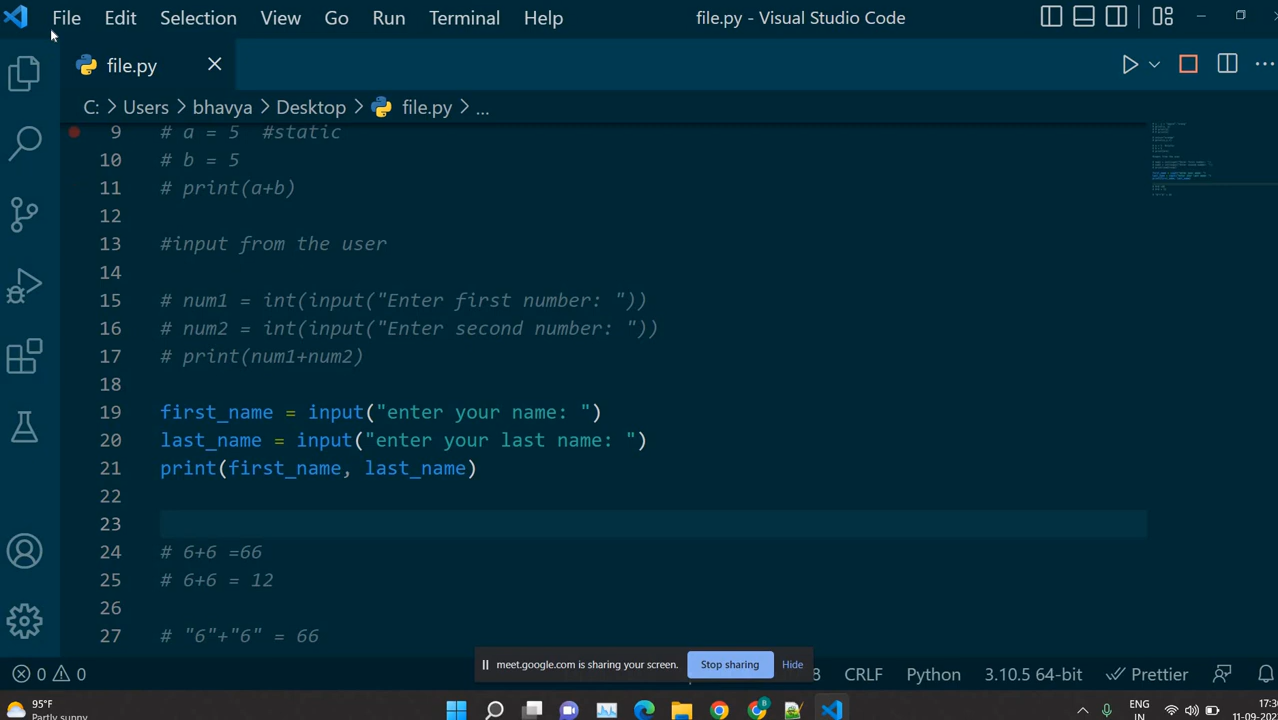 File Edit Selection View Go Run Terminal Help file.py - Visual Studio Code
file.py
C: > Users > bhavya > Desktop > file.py > ...
9 # a = 5  #static
10 # b = 5
11 # print(a+b)
12
13 #input from the user
14
15 # num1 = int(input("Enter first number: "))
16 # num2 = int(input("Enter second number: "))
17 # print(num1+num2)
18
19 first_name = input("enter your name: ")
20 last_name = input("enter your last name: ")
21 print(first_name, last_name)
22
23
24 # 6+6 =66
25 # 6+6 = 12
26
27 # "6"+"6" = 66
meet.google.com is sharing your screen. Stop sharing Hide
0 0 8 CRLF Python 3.10.5 64-bit Prettier
95°F ENG
Partly sunny IN 11-09-202